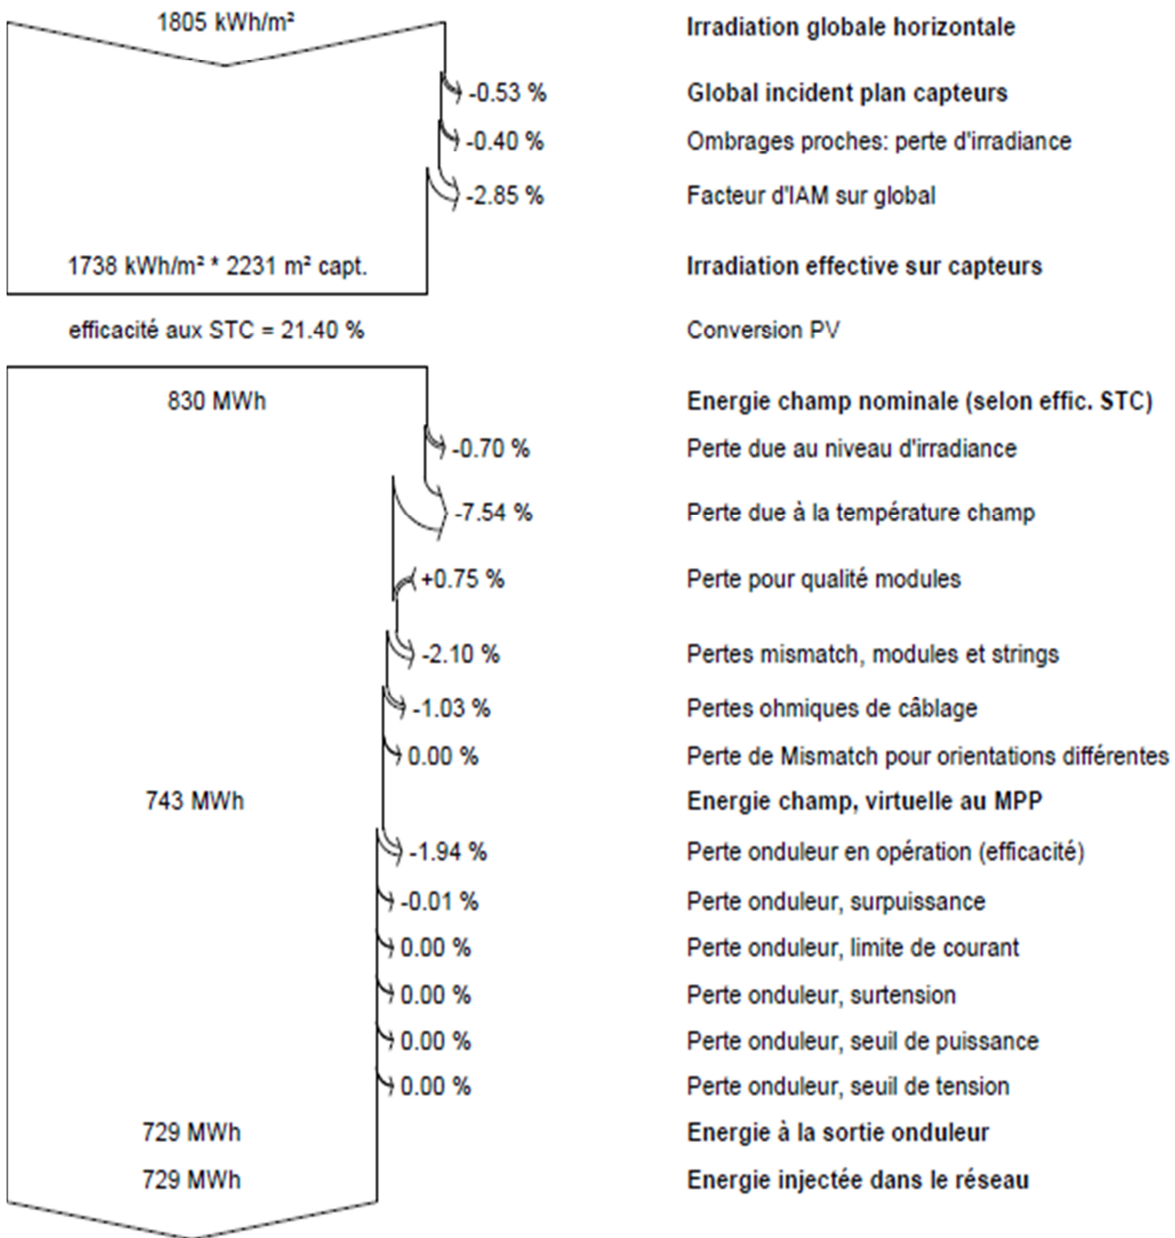 1805 kWh/m² Irradiation globale horizontale
-0.53 % Global incident plan capteurs
-0.40 % Ombrages proches: perte d'irradiance
-2.85 % Facteur d'IAM sur global
1738 kWh/m² * 2231 m² capt. Irradiation effective sur capteurs
efficacité aux STC = 21.40 % Conversion PV
830 MWh Energie champ nominale (selon effic. STC)
-0.70 % Perte due au niveau d'irradiance
-7.54 % Perte due à la température champ
+0.75 % Perte pour qualité modules
-2.10 % Pertes mismatch, modules et strings
-1.03 % Pertes ohmiques de câblage
0.00 % Perte de Mismatch pour orientations différentes
743 MWh Energie champ, virtuelle au MPP
-1.94 % Perte onduleur en opération (efficacité)
-0.01 % Perte onduleur, surpuissance
0.00 % Perte onduleur, limite de courant
0.00 % Perte onduleur, surtension
0.00 % Perte onduleur, seuil de puissance
0.00 % Perte onduleur, seuil de tension
729 MWh Energie à la sortie onduleur
729 MWh Energie injectée dans le réseau